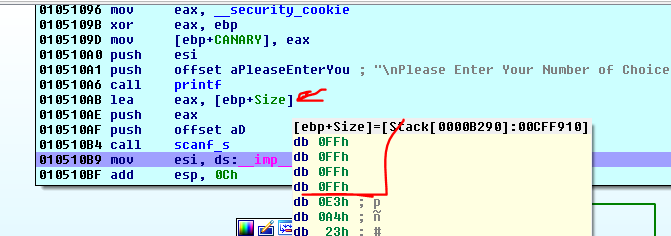 01051096 mov eax, __security_cookie
0105109B xor eax, ebp
0105109D mov [ebp+CANARY], eax
010510A0 push esi
010510A1 push offset aPleaseEnterYou ; "\nPlease Enter Your Number of Choice
010510A6 call printf
010510AB lea eax, [ebp+Size]
010510AE push eax
010510AF push offset aD
010510B4 call scanf_s
010510B9 mov esi, ds:__imp__
010510BF add esp, 0Ch
[ebp+Size]=[Stack[0000B290]:00CFF910]
db 0FFh
db 0FFh
db 0FFh
db 0FFh
db 0E3h ; p
db 0A4h ; ñ
db 23h ; #